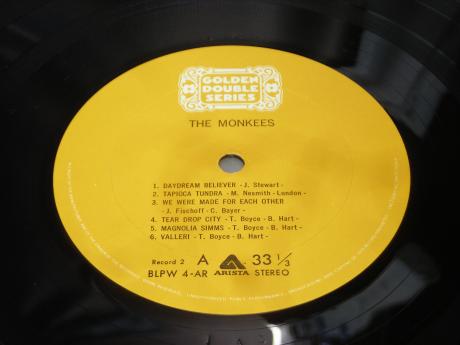 GOLDEN
DOUBLE
SERIES
THE MONKEES
1. DAYDREAM BELIEVER - J. Stewart -
2. TAPIOCA TUNDRA - M. Nesmith - London -
3. WE WERE MADE FOR EACH OTHER
- J. Fischoff - C. Bayer -
4. TEAR DROP CITY - T. Boyce - B. Hart -
5. MAGNOLIA SIMMS - T. Boyce - B. Hart -
6. VALLERI - T. Boyce - B. Hart -
Record 2 A 33 1/3
BLPW 4-AR ARISTA STEREO